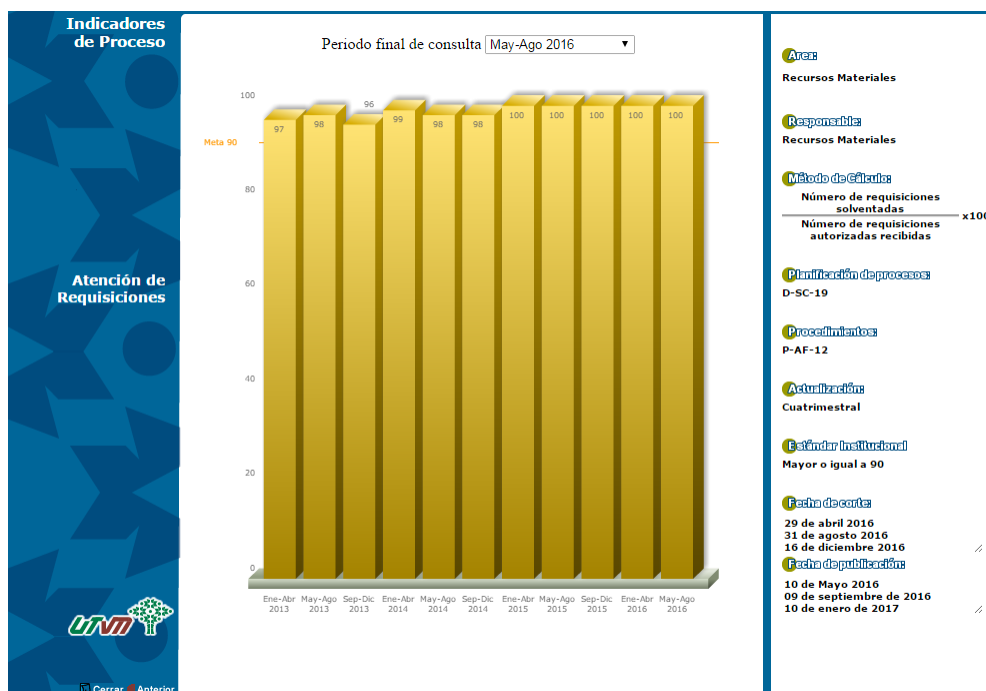 Indicadores
de Proceso
Atención de
Requisiciones
UTVM
Cerrar Anterior
Periodo final de consulta May-Ago 2016
100
80
60
40
20
0
Meta 90
97
98
96
99
98
98
100
100
100
100
100
Ene-Abr 2013
May-Ago 2013
Sep-Dic 2013
Ene-Abr 2014
May-Ago 2014
Sep-Dic 2014
Ene-Abr 2015
May-Ago 2015
Sep-Dic 2015
Ene-Abr 2016
May-Ago 2016
Area:
Recursos Materiales
Responsable:
Recursos Materiales
Método de Cálculo:
Número de requisiciones
solventadas
x100
Número de requisiciones
autorizadas recibidas
Planificación de procesos:
D-SC-19
Procedimientos:
P-AF-12
Actualización:
Cuatrimestral
Estándar Institucional
Mayor o igual a 90
Fecha de corte:
29 de abril 2016
31 de agosto 2016
16 de diciembre 2016
Fecha de publicación:
10 de Mayo 2016
09 de septiembre de 2016
10 de enero de 2017